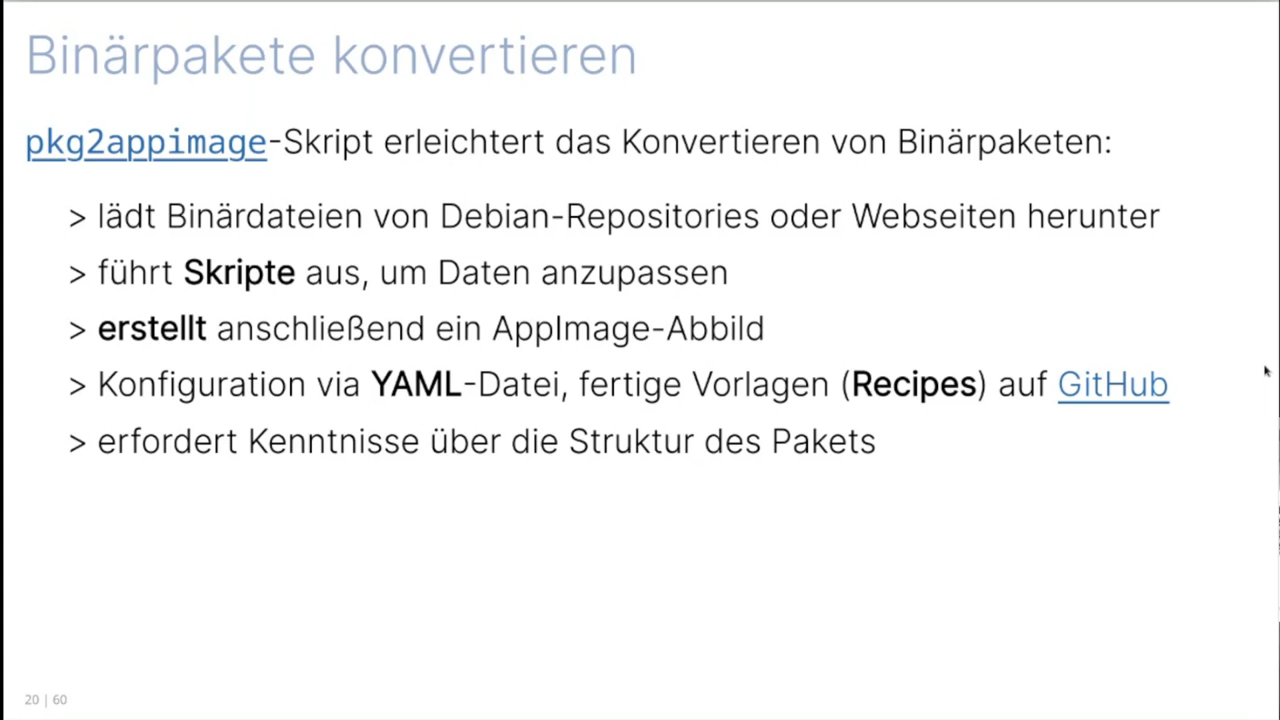 Binärpakete konvertieren
pkg2appimage-Skript erleichtert das Konvertieren von Binärpaketen:
> lädt Binärdateien von Debian-Repositories oder Webseiten herunter
> führt Skripte aus, um Daten anzupassen
> erstellt anschließend ein AppImage-Abbild
> Konfiguration via YAML-Datei, fertige Vorlagen (Recipes) auf GitHub
> erfordert Kenntnisse über die Struktur des Pakets
20 | 60